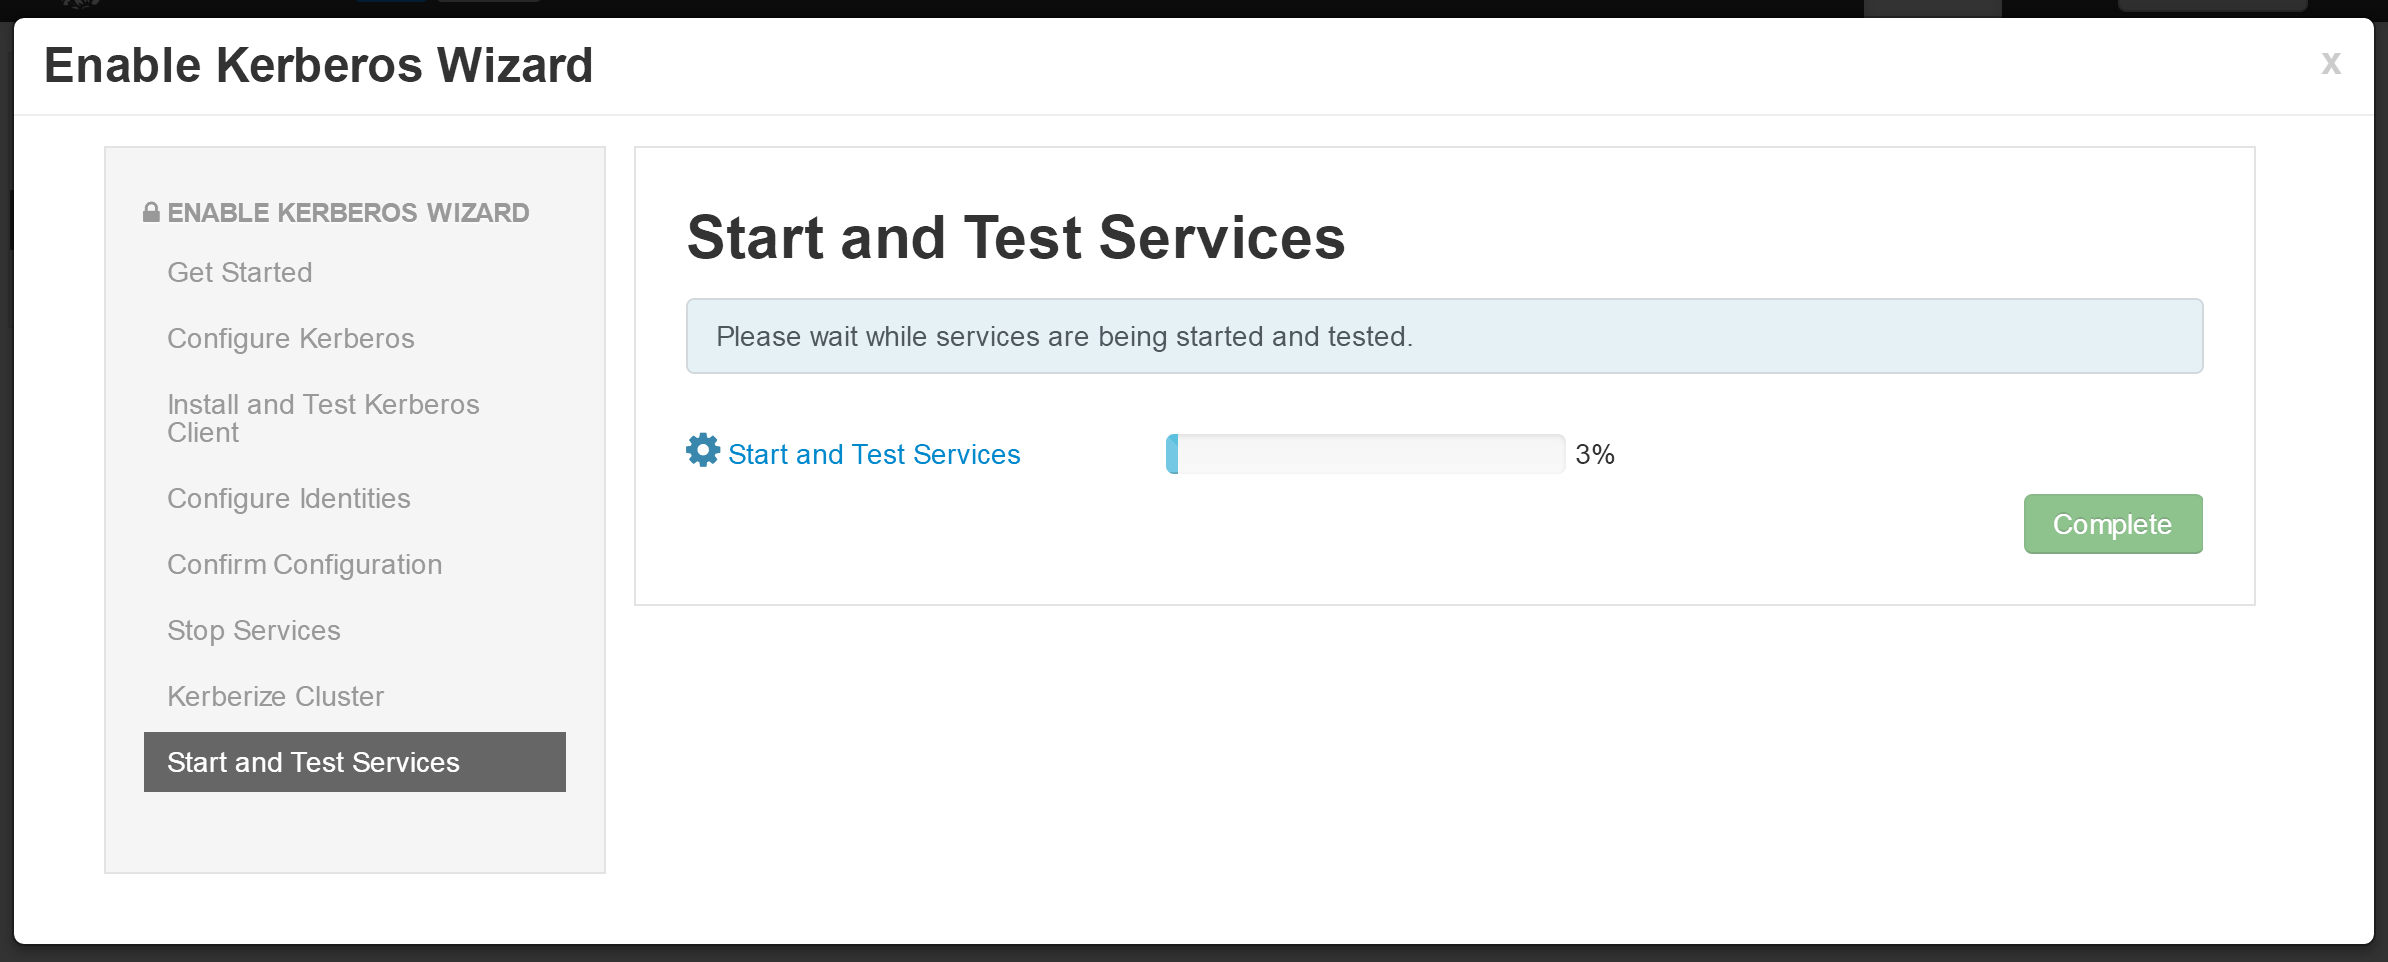 Enable Kerberos Wizard
x
ENABLE KERBEROS WIZARD
Get Started
Configure Kerberos
Install and Test Kerberos
Client
Configure Identities
Confirm Configuration
Stop Services
Kerberize Cluster
Start and Test Services
Start and Test Services
Please wait while services are being started and tested.
Start and Test Services
3%
Complete